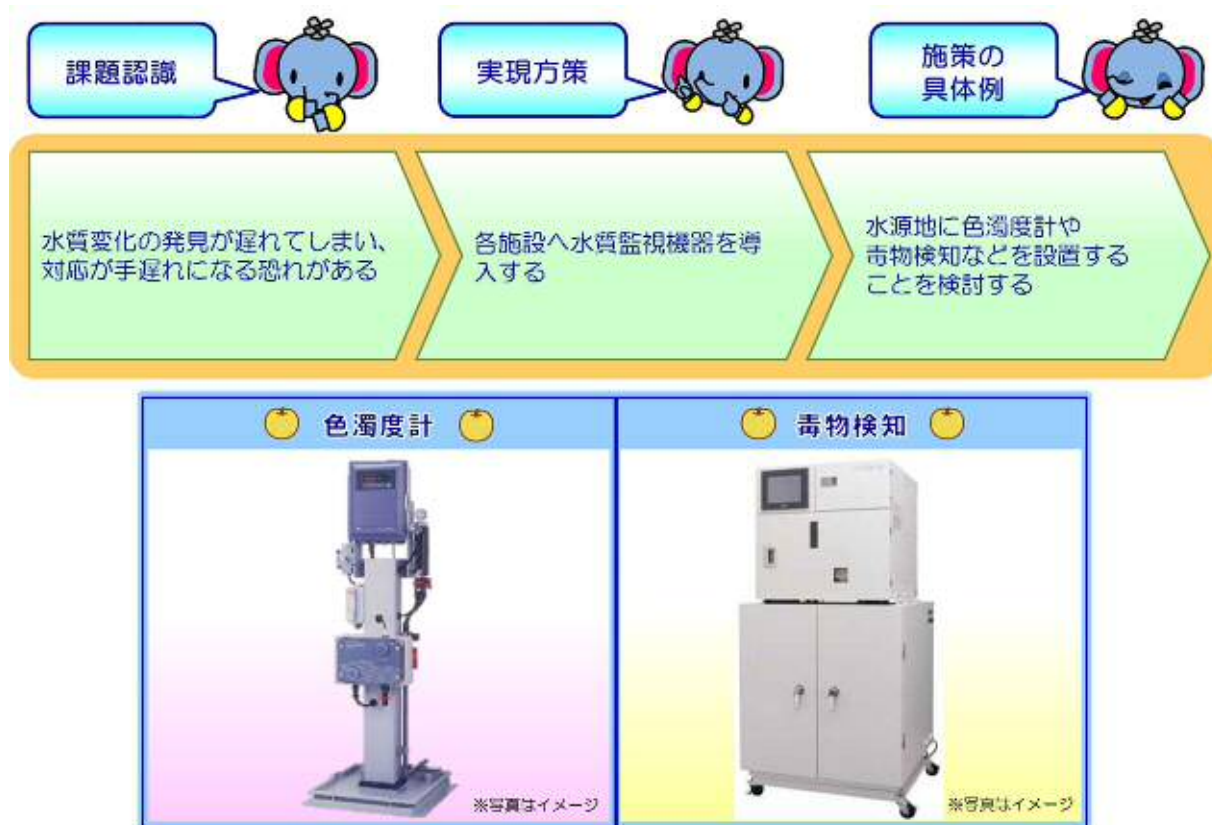 課題認識
実現方策
施策の
具体例
水質変化の発見が遅れてしまい、
対応が手遅れになる恐れがある
各施設へ水質監視機器を導
入する
水源地に色濁度計や
毒物検知などを設置する
ことを検討する
色濁度計
毒物検知
※写真はイメージ
※写真はイメージ